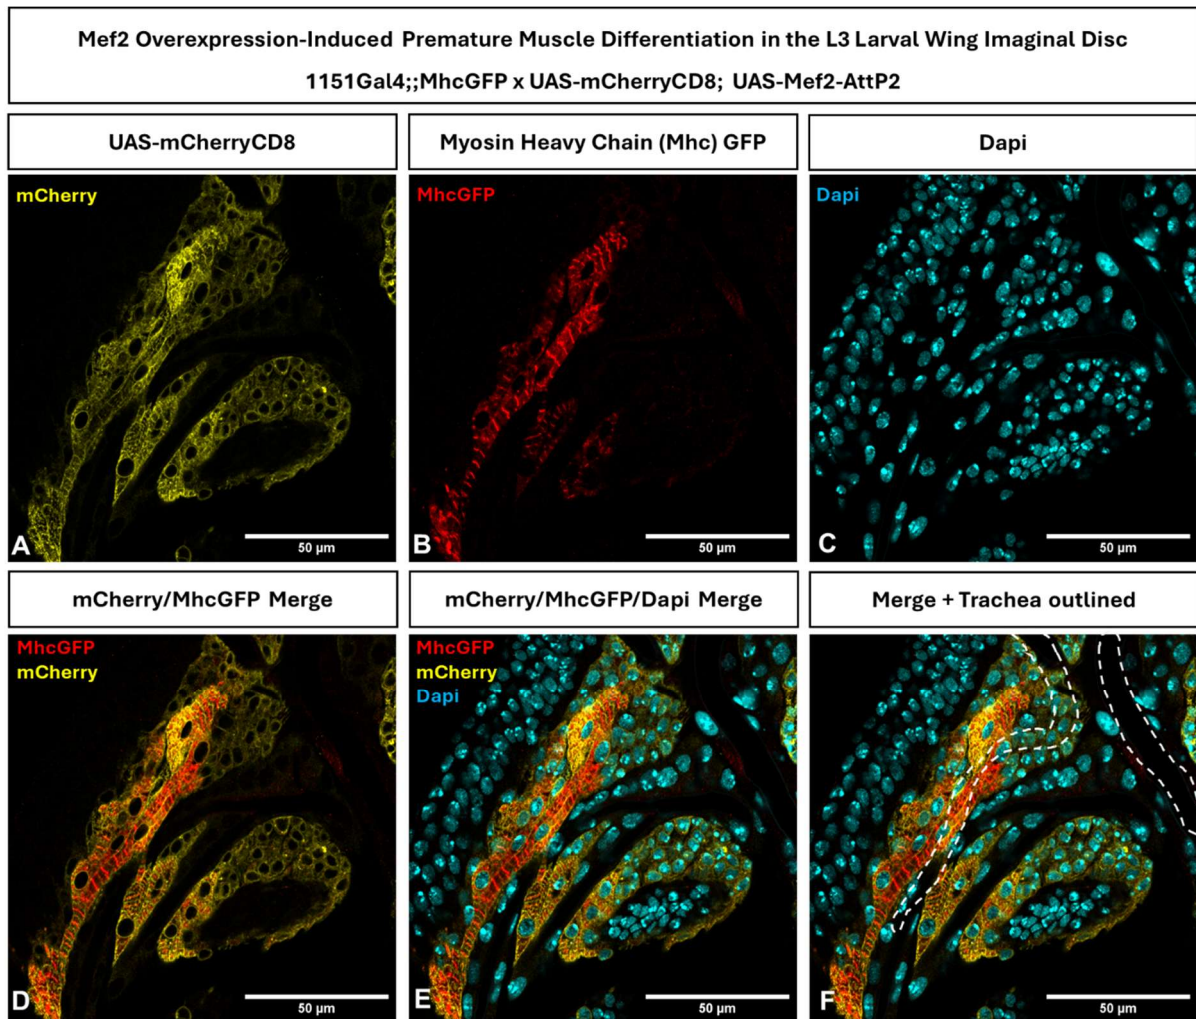 Mef2 Overexpression-Induced Premature Muscle Differentiation in the L3 Larval Wing Imaginal Disc
1151Gal4;;MhcGFP x UAS-mCherryCD8; UAS-Mef2-AttP2
UAS-mCherryCD8
Myosin Heavy Chain (Mhc) GFP
Dapi
mCherry
MhcGFP
Dapi
A
50 µm
B
50 µm
C
50 µm
mCherry/MhcGFP Merge
mCherry/MhcGFP/Dapi Merge
Merge + Trachea outlined
MhcGFP
mCherry
MhcGFP
mCherry
Dapi
D
50 µm
E
50 µm
F
50 µm